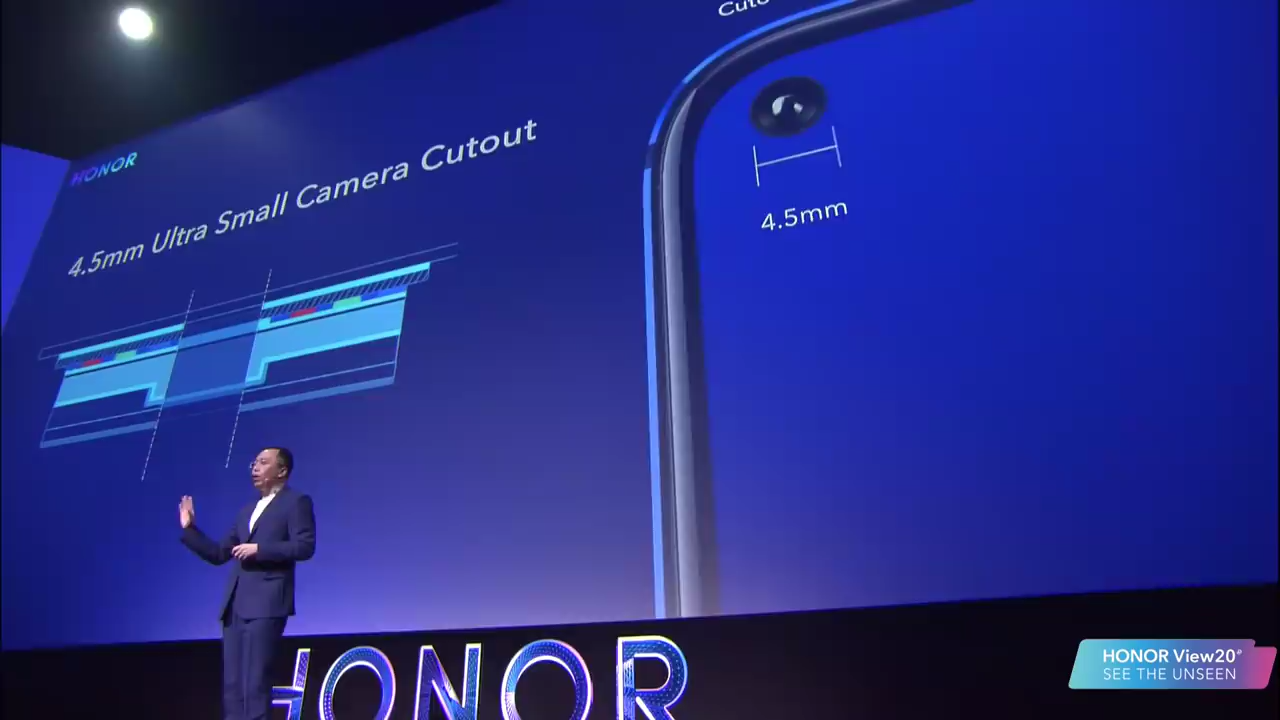 HONOR
4.5mm Ultra Small Camera Cutout
4.5mm
HONOR
HONOR View20
SEE THE UNSEEN